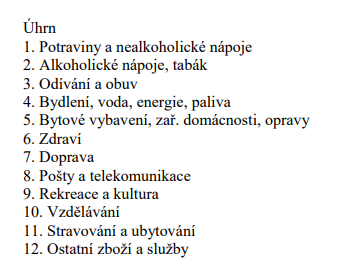 Úhrn
1. Potraviny a nealkoholické nápoje
2. Alkoholické nápoje, tabák
3. Odívání a obuv
4. Bydlení, voda, energie, paliva
5. Bytové vybavení, zař. domácnosti, opravy
6. Zdraví
7. Doprava
8. Pošty a telekomunikace
9. Rekreace a kultura
10. Vzdělávání
11. Stravování a ubytování
12. Ostatní zboží a služby